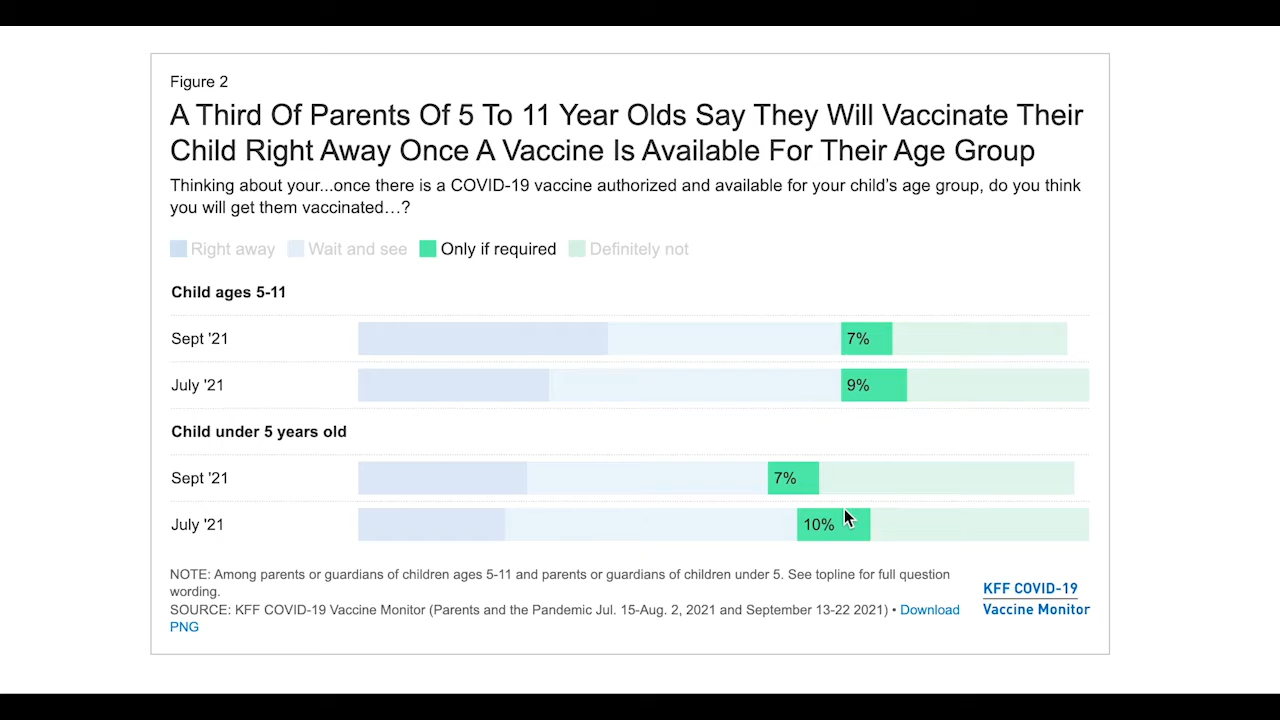 Figure 2
A Third Of Parents Of 5 To 11 Year Olds Say They Will Vaccinate Their
Child Right Away Once A Vaccine Is Available For Their Age Group
Thinking about your...once there is a COVID-19 vaccine authorized and available for your child's age group, do you think
you will get them vaccinated…?
Right away Wait and see Only if required Definitely not
Child ages 5-11
Sept '21 7%
July '21 9%
Child under 5 years old
Sept '21 7%
July '21 10%
NOTE: Among parents or guardians of children ages 5-11 and parents or guardians of children under 5. See topline for full question
wording.
SOURCE: KFF COVID-19 Vaccine Monitor (Parents and the Pandemic Jul. 15-Aug. 2, 2021 and September 13-22 2021) • Download
PNG
KFF COVID-19
Vaccine Monitor